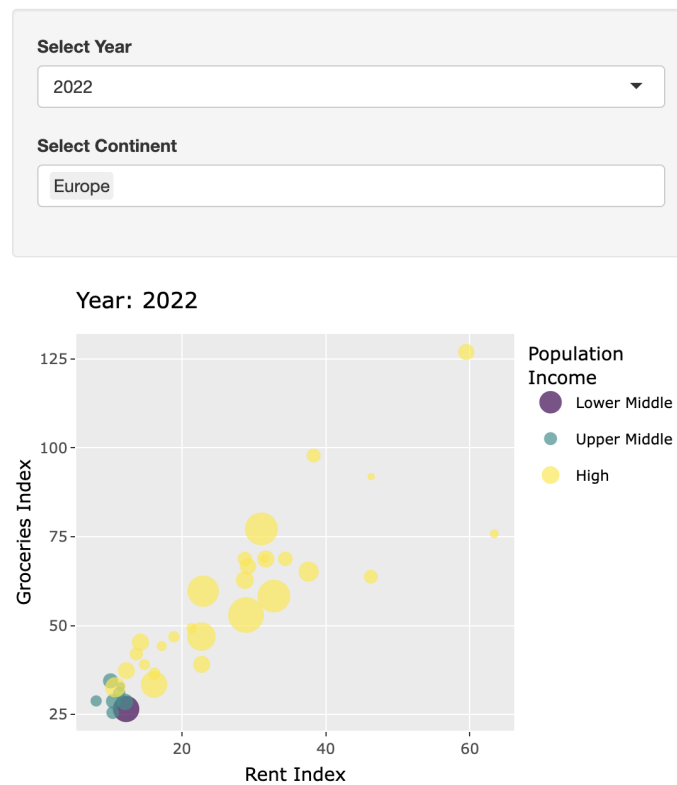 Select Year
2022
Select Continent
Europe
Year: 2022
125
100
75
50
25
Groceries Index
20 40 60
Rent Index
Population
Income
Lower Middle
Upper Middle
High